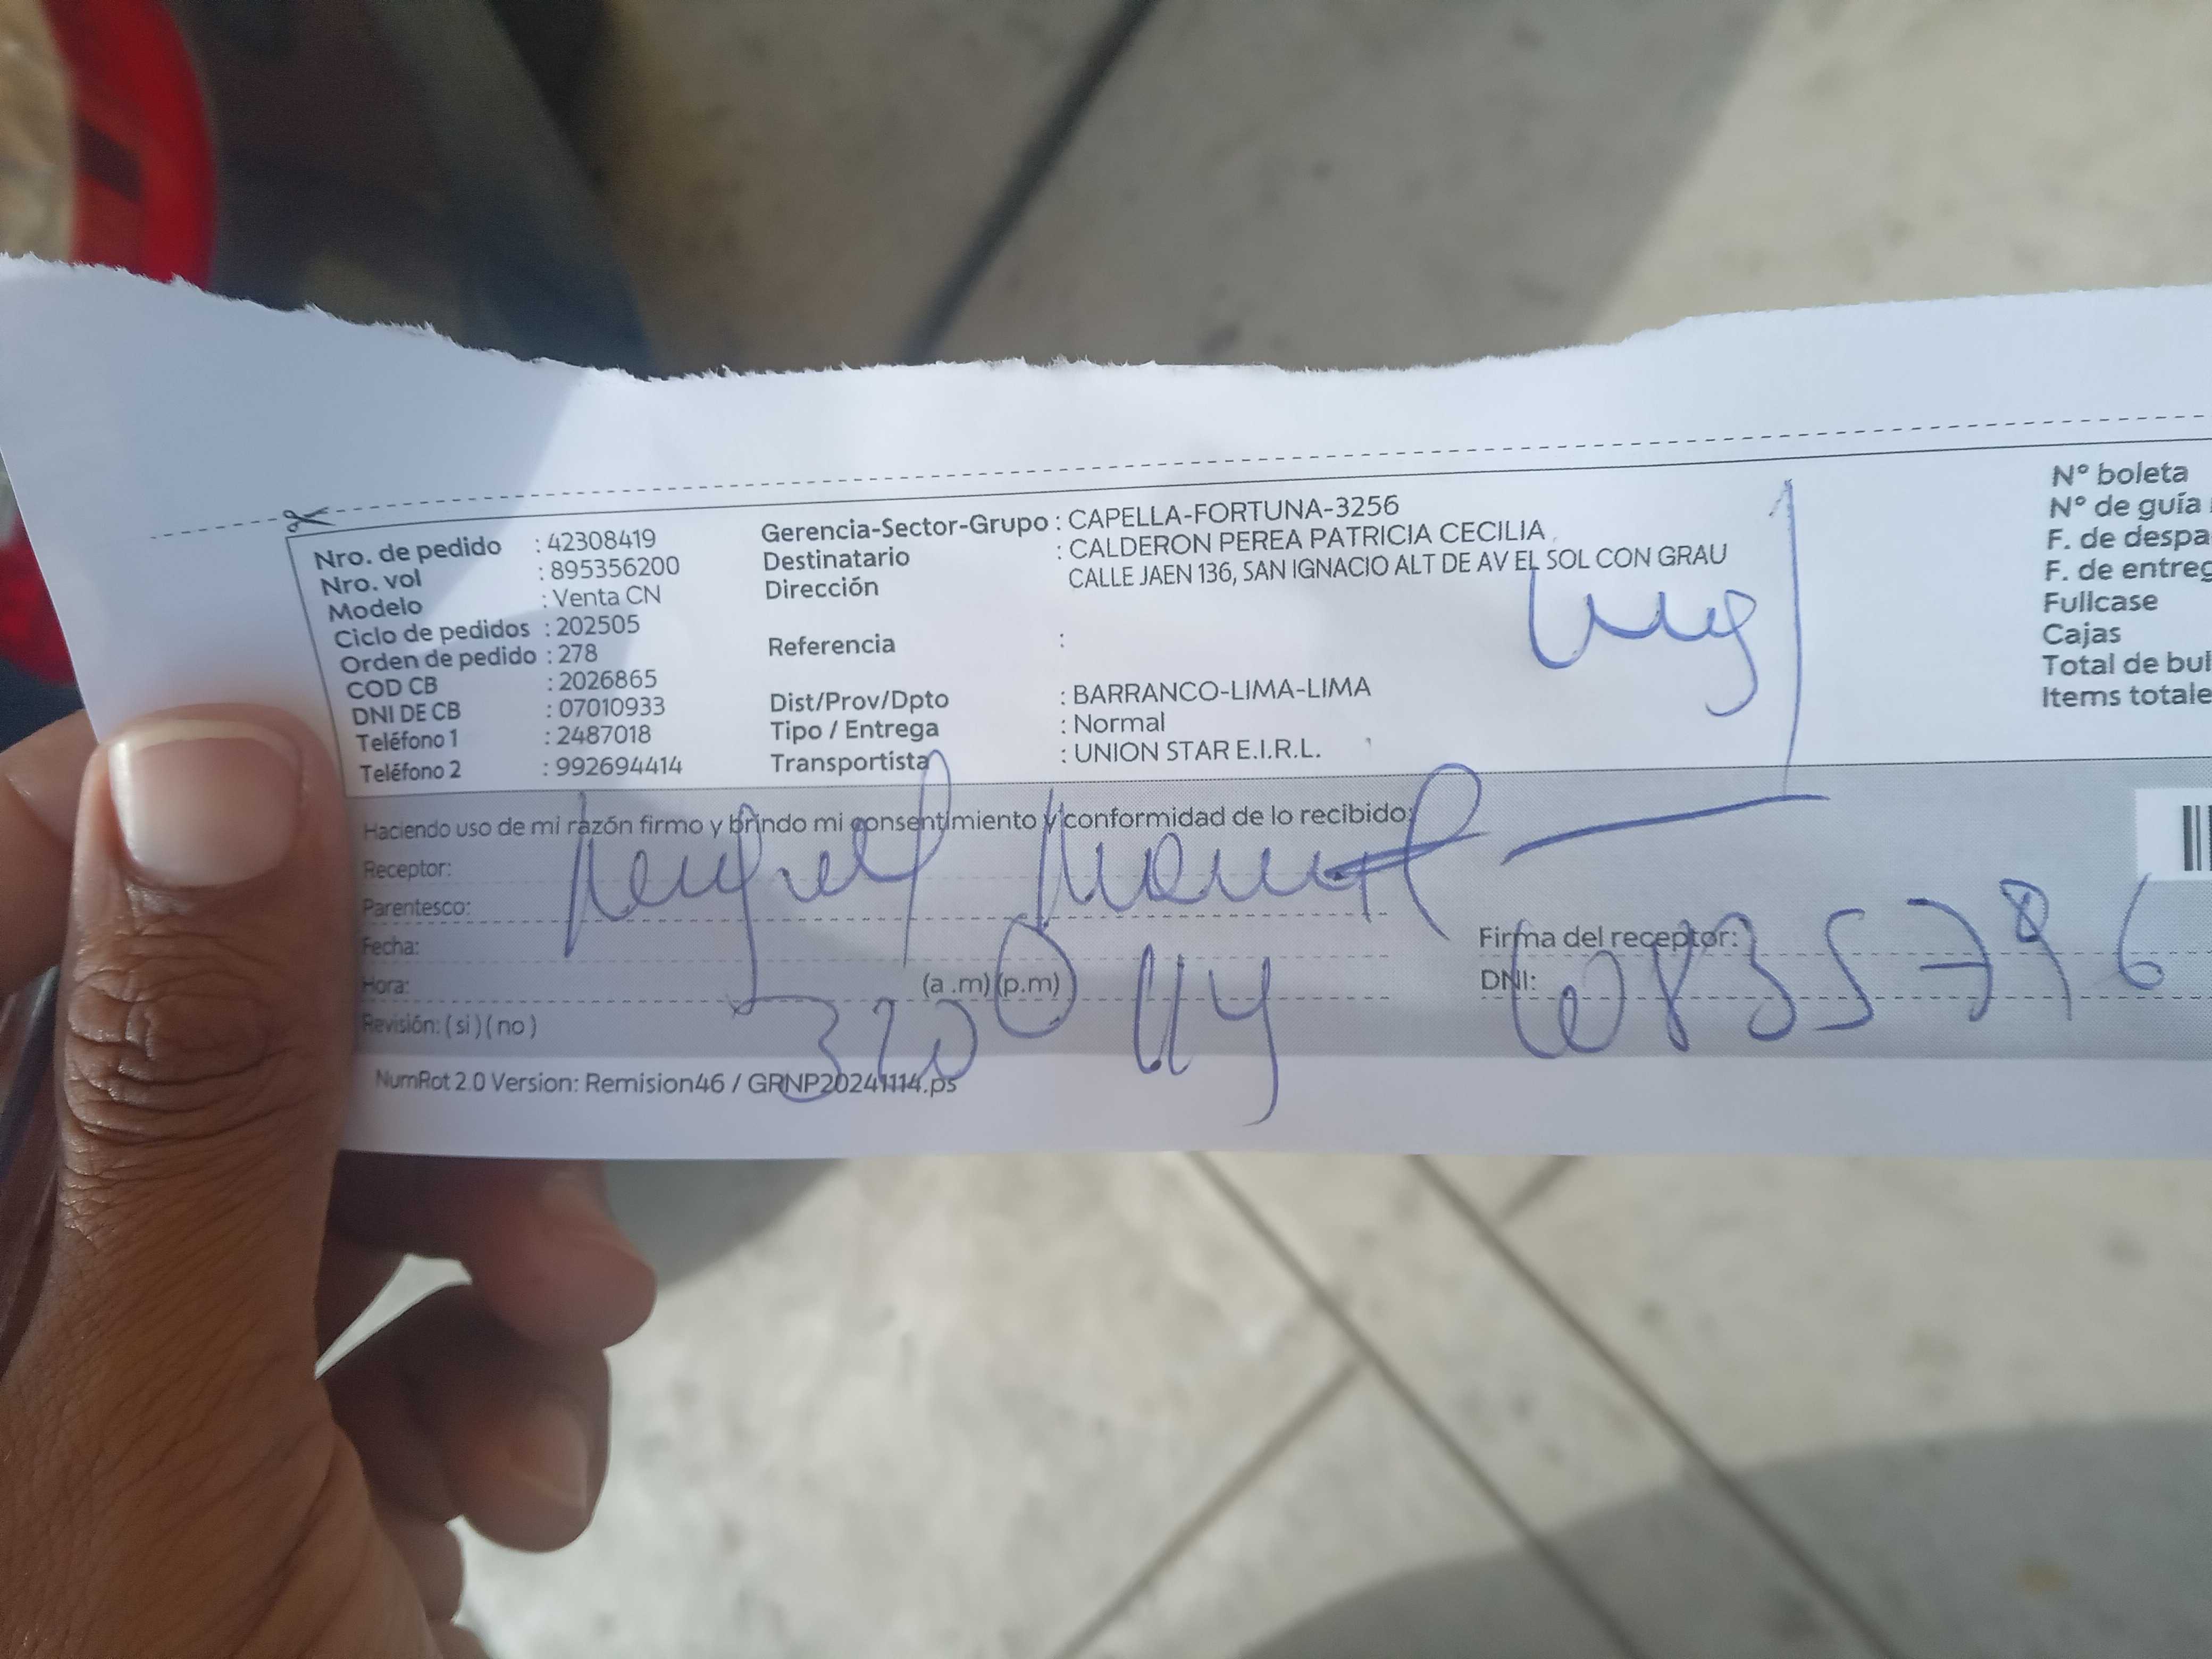 Nro. de pedido : 42308419
Nro. vol : 895356200
Modelo : Venta CN
Ciclo de pedidos : 202505
Orden de pedido : 278
COD CB : 2026865
DNI DE CB : 07010933
Teléfono 1 : 2487018
Teléfono 2 : 992694414
Gerencia-Sector-Grupo : CAPELLA-FORTUNA-3256
Destinatario : CALDERON PEREA PATRICIA CECILIA
Dirección CALLE JAEN 136, SAN IGNACIO ALT DE AV EL SOL CON GRAU
Referencia :
Dist/Prov/Dpto : BARRANCO-LIMA-LIMA
Tipo / Entrega : Normal
Transportista : UNION STAR E.I.R.L.
N° boleta
N° de guía
F. de despa
F. de entreg
Fullcase
Cajas
Total de bul
Items totale
Haciendo uso de mi razón firmo y brindo mi consentimiento y conformidad de lo recibido:
Receptor:
Parentesco:
Fecha:
Hora: (a .m) (p.m)
Revisión: ( si ) ( no )
Firma del receptor:
DNI:
NumRot 2.0 Version: Remision46 / GRNP20241114.ps